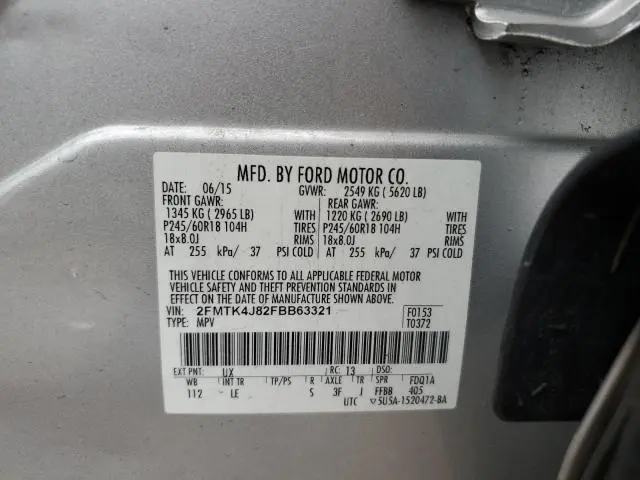 MFD. BY FORD MOTOR CO.
DATE: 06/15 GVWR: 2549 KG ( 5620 LB)
FRONT GAWR: REAR GAWR:
1345 KG ( 2965 LB) WITH 1220 KG ( 2690 LB) WITH
P245/60R18 104H TIRES P245/60R18 104H TIRES
18x8.0J RIMS 18x8.0J RIMS
AT 255 kPa/ 37 PSI COLD AT 255 kPa/ 37 PSI COLD
THIS VEHICLE CONFORMS TO ALL APPLICABLE FEDERAL MOTOR
VEHICLE SAFETY AND THEFT PREVENTION STANDARDS IN
EFFECT ON THE DATE OF MANUFACTURE SHOWN ABOVE.
VIN: 2FMTK4J82FBB63321 F0153
TYPE: MPV T0372
EXT PNT: UX RC: 13 DSO:
WB INT TR TP/PS R AXLE TR SPR FDQ1A
112 LE S 3F J FFBB 405
UTC 5U5A-1520472-BA